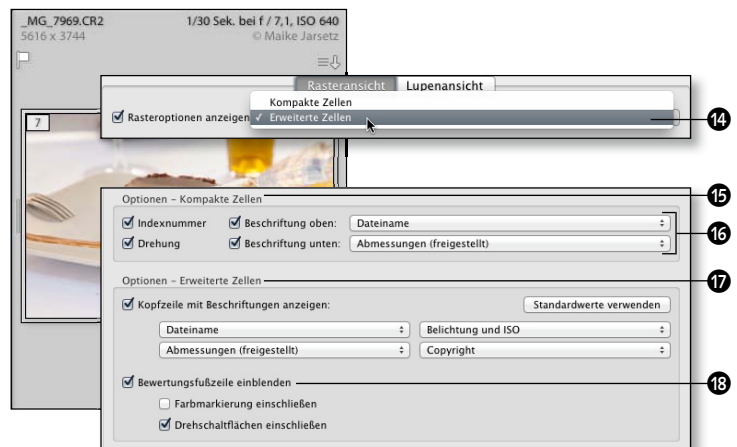 _MG_7969.CR2 1/30 Sek. bei f / 7,1, ISO 640
5616 x 3744 © Maike Jarsetz
Rasteransicht Lupenansicht
Kompakte Zellen
Rasteroptionen anzeigen ✓ Erweiterte Zellen 14
7
Optionen – Kompakte Zellen 15
Indexnummer Beschriftung oben: Dateiname
16
Drehung Beschriftung unten: Abmessungen (freigestellt)
Optionen – Erweiterte Zellen 17
Kopfzeile mit Beschriftungen anzeigen: Standardwerte verwenden
Dateiname Belichtung und ISO
Abmessungen (freigestellt) Copyright
Bewertungsfußzeile einblenden 18
Farbmarkierung einschließen
Drehschaltflächen einschließen